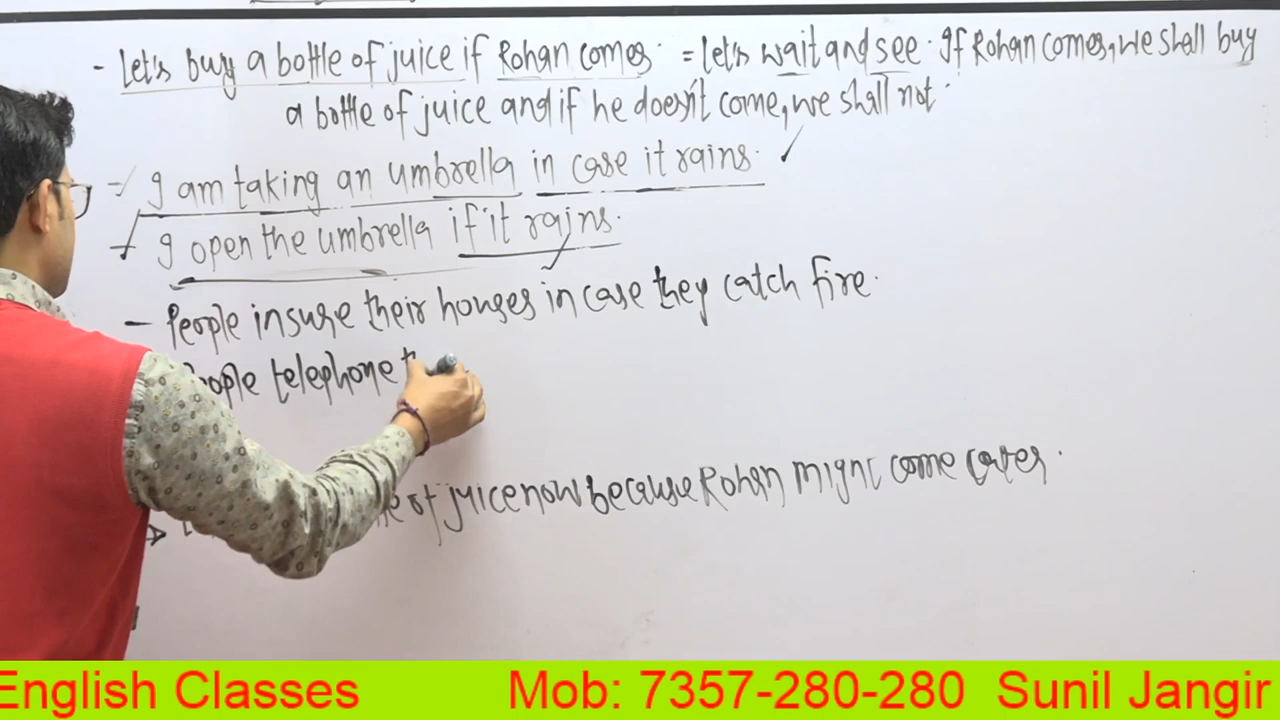 - Let's buy a bottle of juice if Rohan comes. = Let's wait and see. If Rohan comes, we shall buy
a bottle of juice and if he doesn't come, we shall not.
- I am taking an umbrella in case it rains. ✓
- I open the umbrella if it rains. ✓
- People insure their houses in case they catch fire.
ople telephone t
of juice now because Rohan might come
English Classes Mob: 7357-280-280 Sunil Jangir